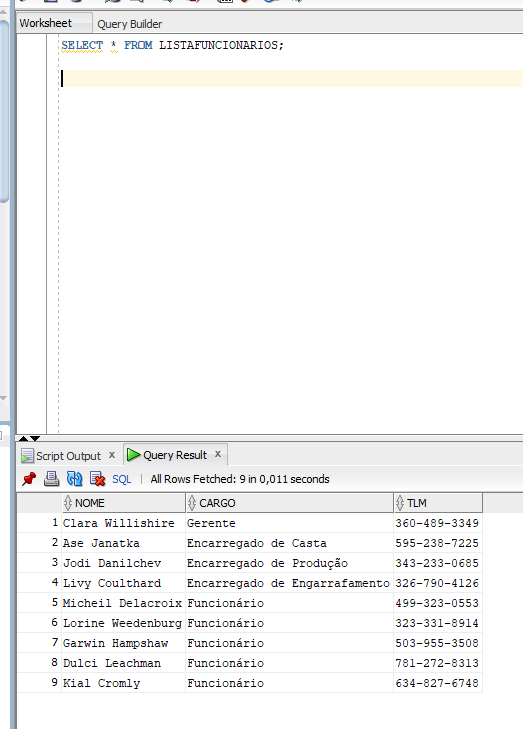 Worksheet Query Builder
SELECT * FROM LISTAFUNCIONARIOS;
Script Output x Query Result x
SQL | All Rows Fetched: 9 in 0,011 seconds
NOME CARGO TLM
1 Clara Willishire Gerente 360-489-3349
2 Ase Janatka Encarregado de Casta 595-238-7225
3 Jodi Danilchev Encarregado de Produção 343-233-0685
4 Livy Coulthard Encarregado de Engarrafamento 326-790-4126
5 Micheil Delacroix Funcionário 499-323-0553
6 Lorine Weedenburg Funcionário 323-331-8914
7 Garwin Hampshaw Funcionário 503-955-3508
8 Dulci Leachman Funcionário 781-272-8313
9 Kial Cromly Funcionário 634-827-6748